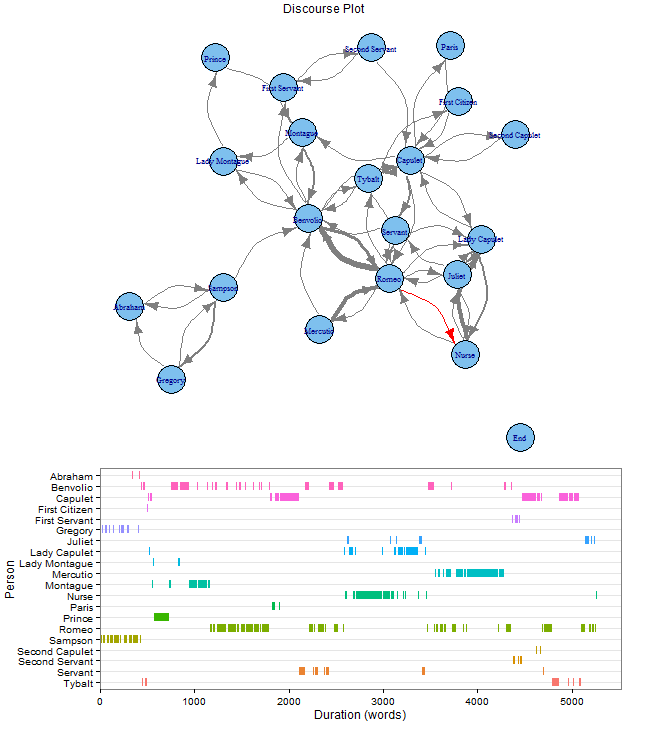 Discourse Plot
Second Servant
Paris
Prince
First Servant
First Citizen
Montague
Second Capulet
Lady Montague
Capulet
Tybalt
Benvolio
Servant
Lady Capulet
Romeo
Juliet
Sampson
Abraham
Mercutio
Nurse
Gregory
End
Abraham
Benvolio
Capulet
First Citizen
First Servant
Gregory
Juliet
Lady Capulet
Lady Montague
Mercutio
Montague
Nurse
Paris
Prince
Romeo
Sampson
Second Capulet
Second Servant
Servant
Tybalt
Person
0 1000 2000 3000 4000 5000
Duration (words)